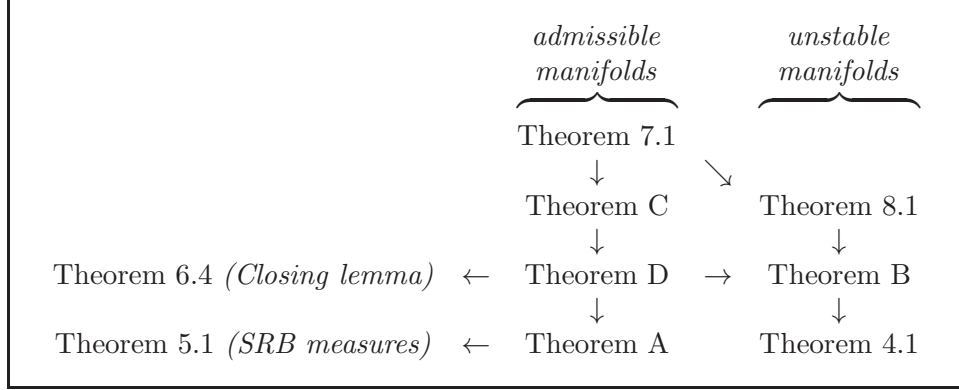 admissible unstable
manifolds manifolds
Theorem 7.1
↓ ↘
Theorem C Theorem 8.1
↓ ↓
Theorem 6.4 (Closing lemma) ← Theorem D → Theorem B
↓ ↓
Theorem 5.1 (SRB measures) ← Theorem A Theorem 4.1